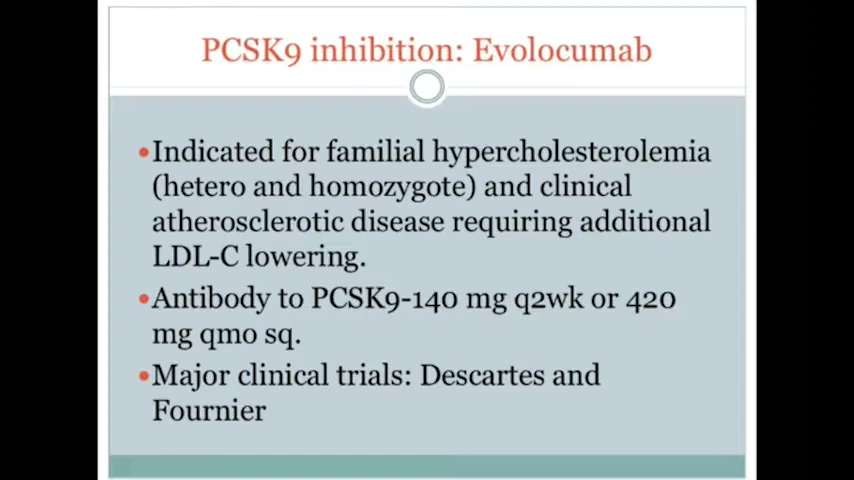 PCSK9 inhibition: Evolocumab
•Indicated for familial hypercholesterolemia
(hetero and homozygote) and clinical
atherosclerotic disease requiring additional
LDL-C lowering.
•Antibody to PCSK9-140 mg q2wk or 420
mg qmo sq.
•Major clinical trials: Descartes and
Fournier